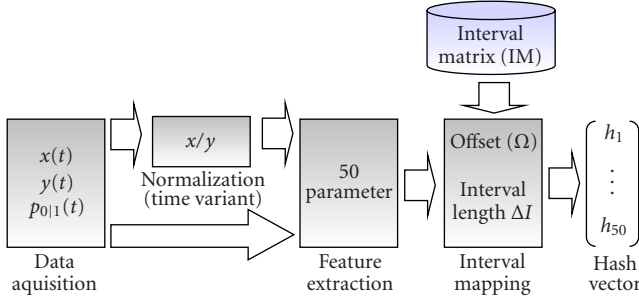 Interval
matrix (IM)
x(t)
y(t)
p0|1(t)
Data
aquisition
x/y
Normalization
(time variant)
50
parameter
Feature
extraction
Offset (Ω)
Interval
length ΔI
Interval
mapping
h1
⋮
h50
Hash
vector